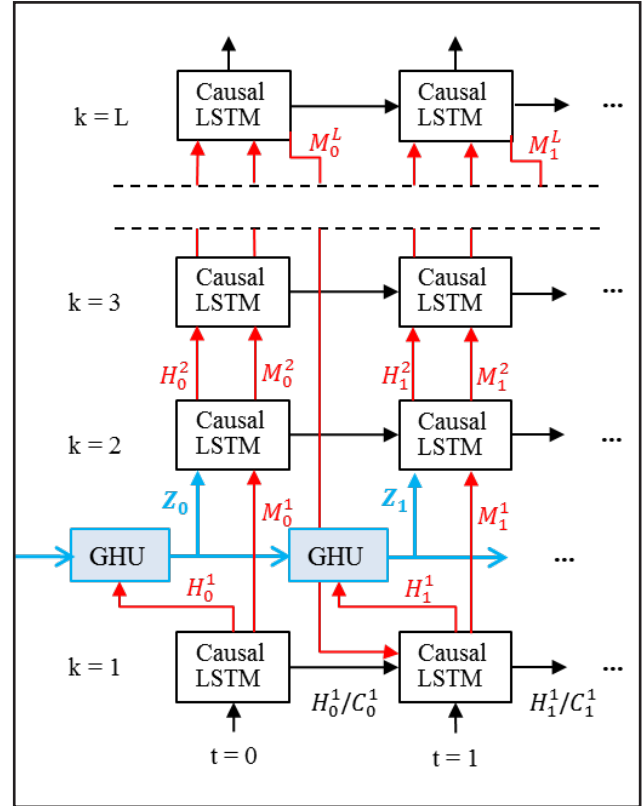 Causal LSTM
Causal LSTM
k = L
...
M_0^L
M_1^L
Causal LSTM
Causal LSTM
k = 3
...
H_0^2
M_0^2
H_1^2
M_1^2
Causal LSTM
Causal LSTM
k = 2
...
Z_0
M_0^1
Z_1
M_1^1
GHU
GHU
...
H_0^1
H_1^1
Causal LSTM
Causal LSTM
k = 1
...
H_0^1/C_0^1
H_1^1/C_1^1
t = 0
t = 1